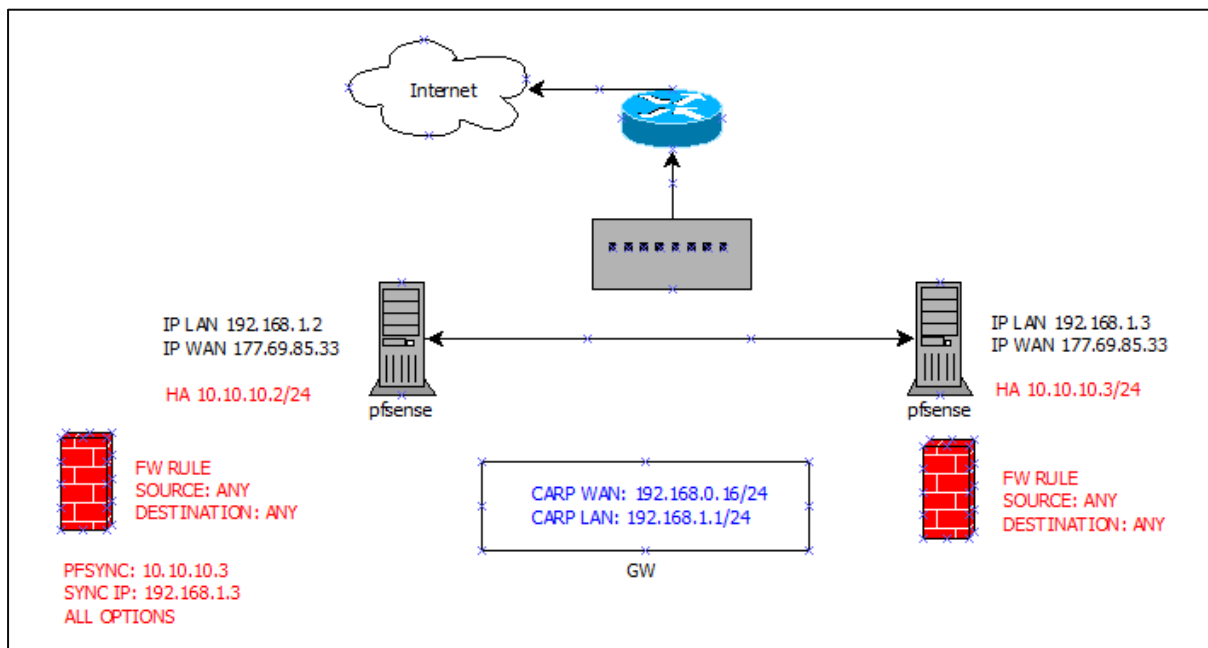 Internet
IP LAN 192.168.1.2
IP WAN 177.69.85.33
HA 10.10.10.2/24
pfsense
IP LAN 192.168.1.3
IP WAN 177.69.85.33
HA 10.10.10.3/24
pfsense
FW RULE
SOURCE: ANY
DESTINATION: ANY
PFSYNC: 10.10.10.3
SYNC IP: 192.168.1.3
ALL OPTIONS
CARP WAN: 192.168.0.16/24
CARP LAN: 192.168.1.1/24
GW
FW RULE
SOURCE: ANY
DESTINATION: ANY